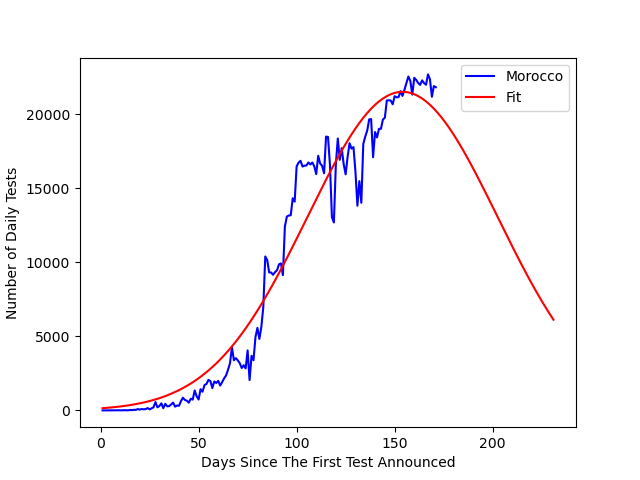 Morocco
Fit
Number of Daily Tests
20000
15000
10000
5000
0
0 50 100 150 200
Days Since The First Test Announced